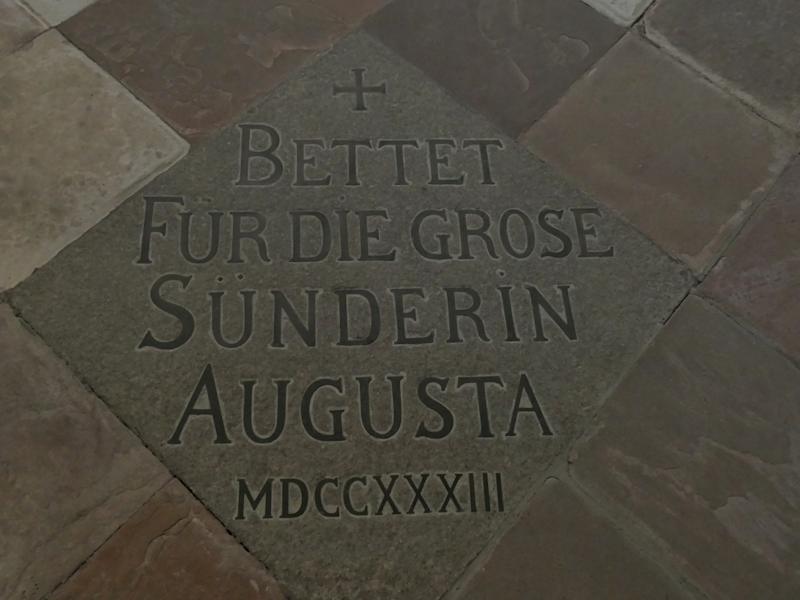 BETTET
FÜR DIE GROSE
SÜNDERIN
AUGUSTA
MDCCXXXIII